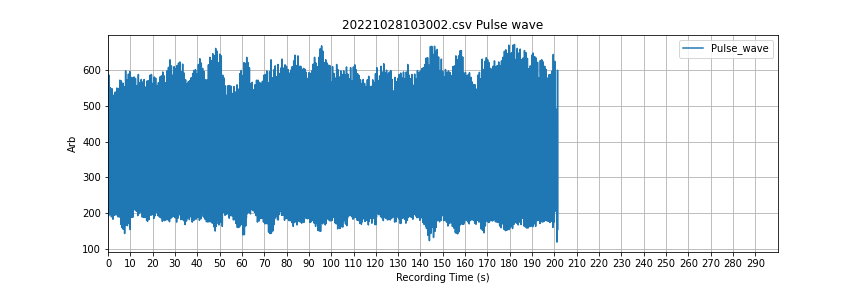 20221028103002.csv Pulse wave
Pulse_wave
Arb
600
500
400
300
200
100
0 10 20 30 40 50 60 70 80 90 100 110 120 130 140 150 160 170 180 190 200 210 220 230 240 250 260 270 280 290
Recording Time (s)